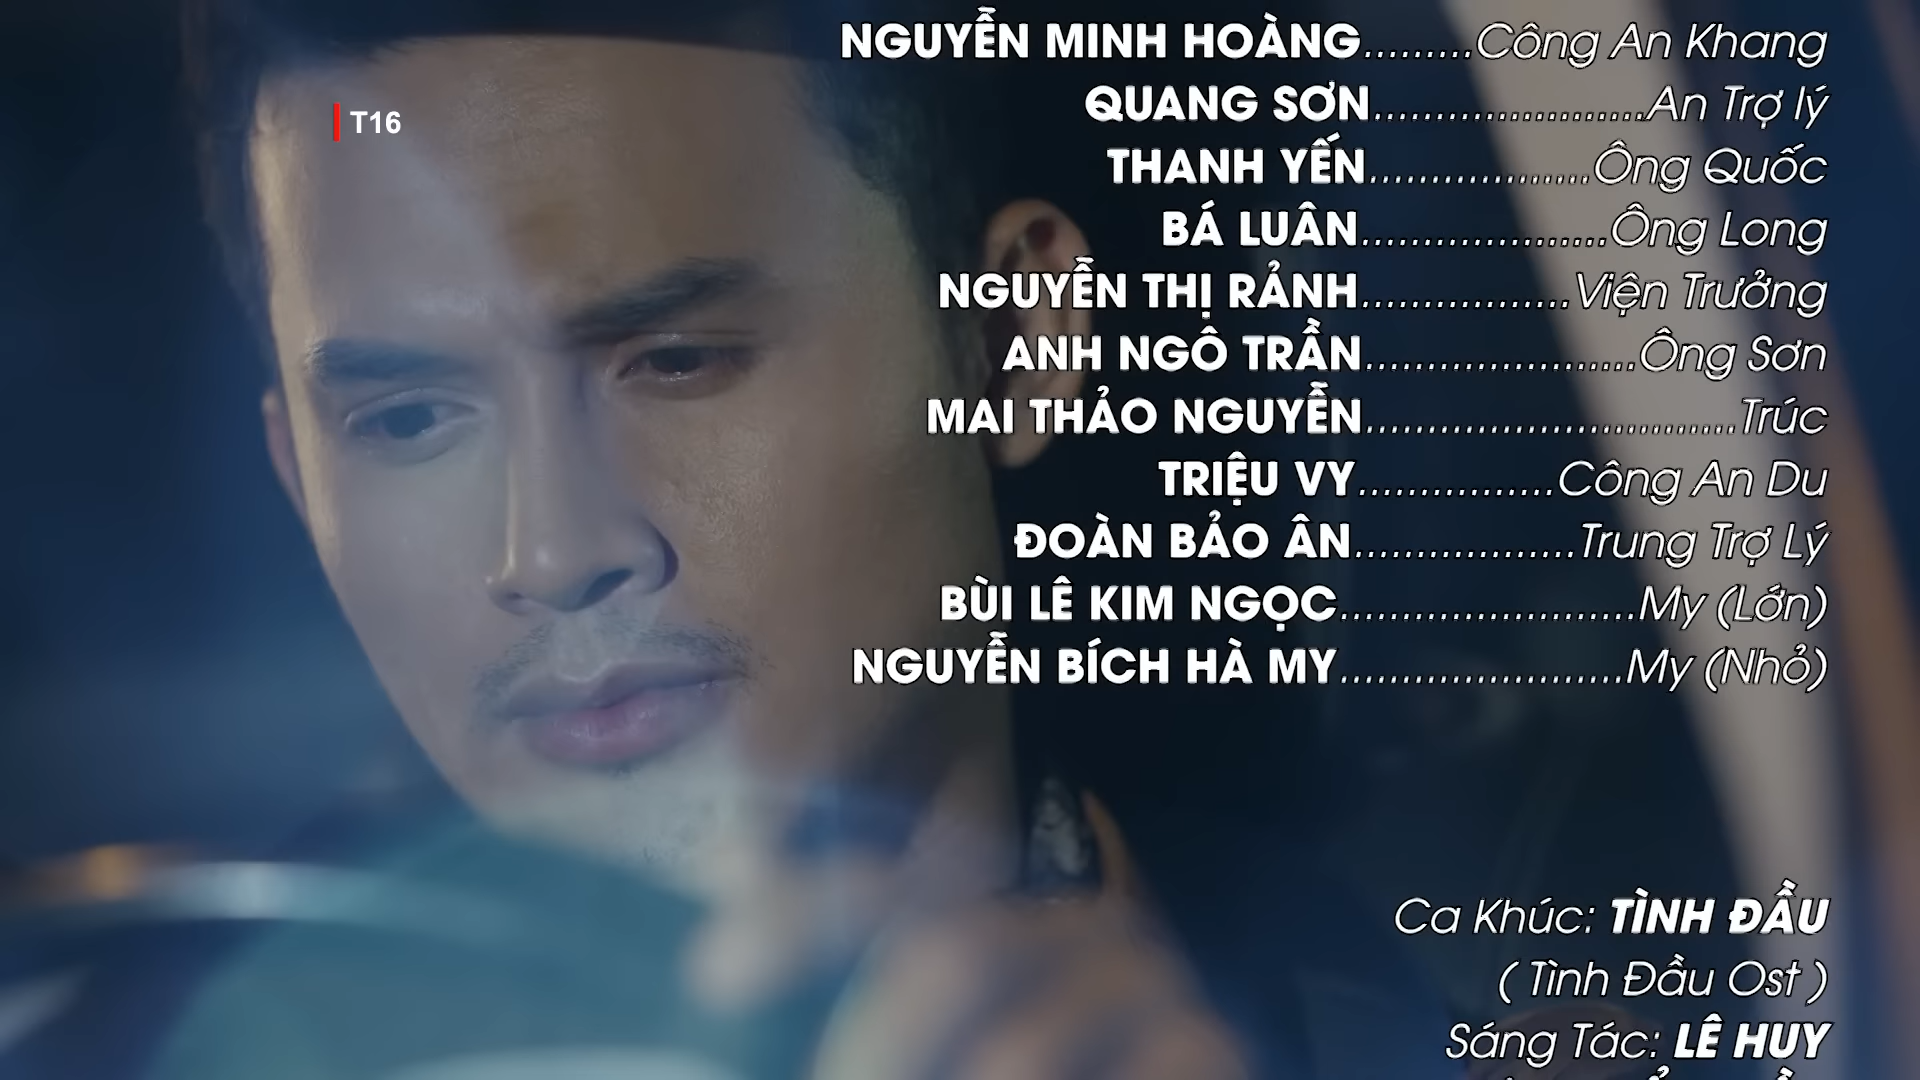 NGUYỄN MINH HOÀNG.........Công An Khang
T16
QUANG SƠN......................An Trợ lý
THANH YẾN..................Ông Quốc
BÁ LUÂN....................Ông Long
NGUYỄN THỊ RẢNH.................Viện Trưởng
ANH NGÔ TRẦN......................Ông Sơn
MAI THẢO NGUYỄN..............................Trúc
TRIỆU VY................Công An Du
ĐOÀN BẢO ÂN..................Trung Trợ Lý
BÙI LÊ KIM NGỌC........................My (Lớn)
NGUYỄN BÍCH HÀ MY.......................My (Nhỏ)
Ca Khúc: TÌNH ĐẦU
( Tình Đầu Ost )
Sáng Tác: LÊ HUY